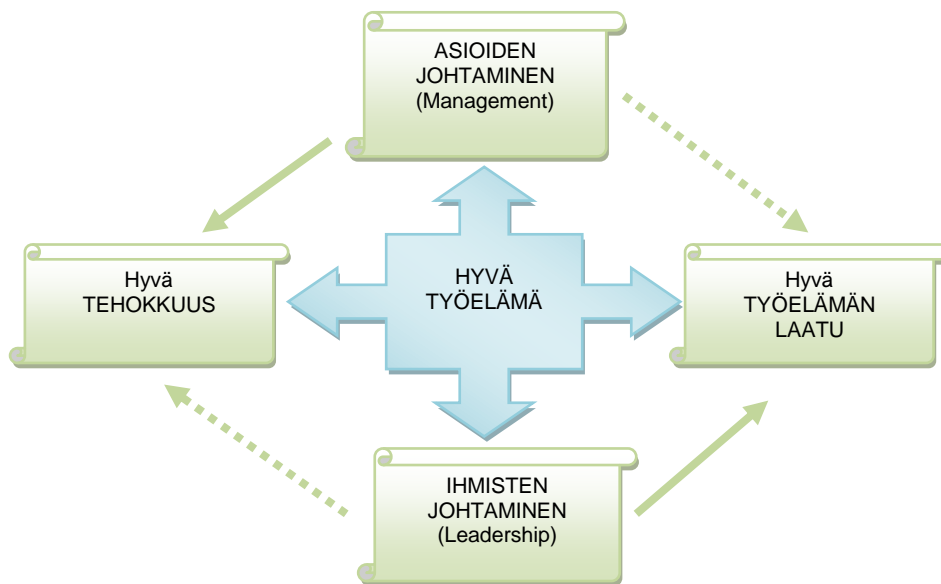 ASIOIDEN
JOHTAMINEN
(Management)
Hyvä
TEHOKKUUS
HYVÄ
TYÖELÄMÄ
Hyvä
TYÖELÄMÄN
LAATU
IHMISTEN
JOHTAMINEN
(Leadership)